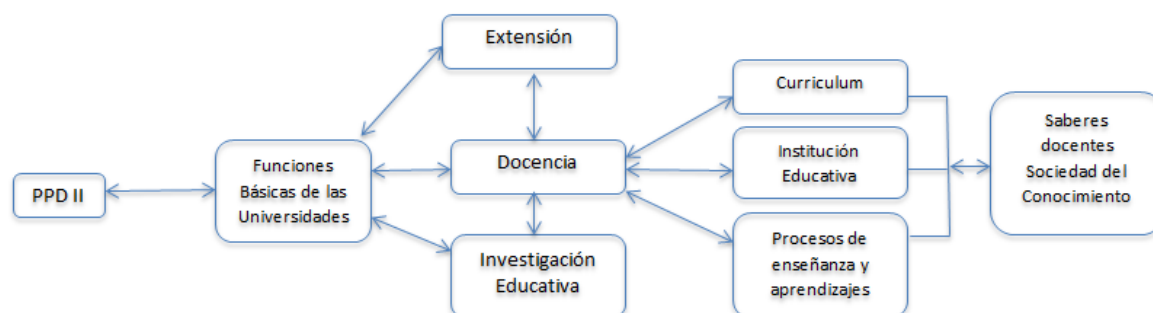 PPD II
Funciones
Básicas de las
Universidades
Extensión
Docencia
Investigación
Educativa
Curriculum
Institución
Educativa
Procesos de
enseñanza y
aprendizajes
Saberes
docentes
Sociedad del
Conocimiento